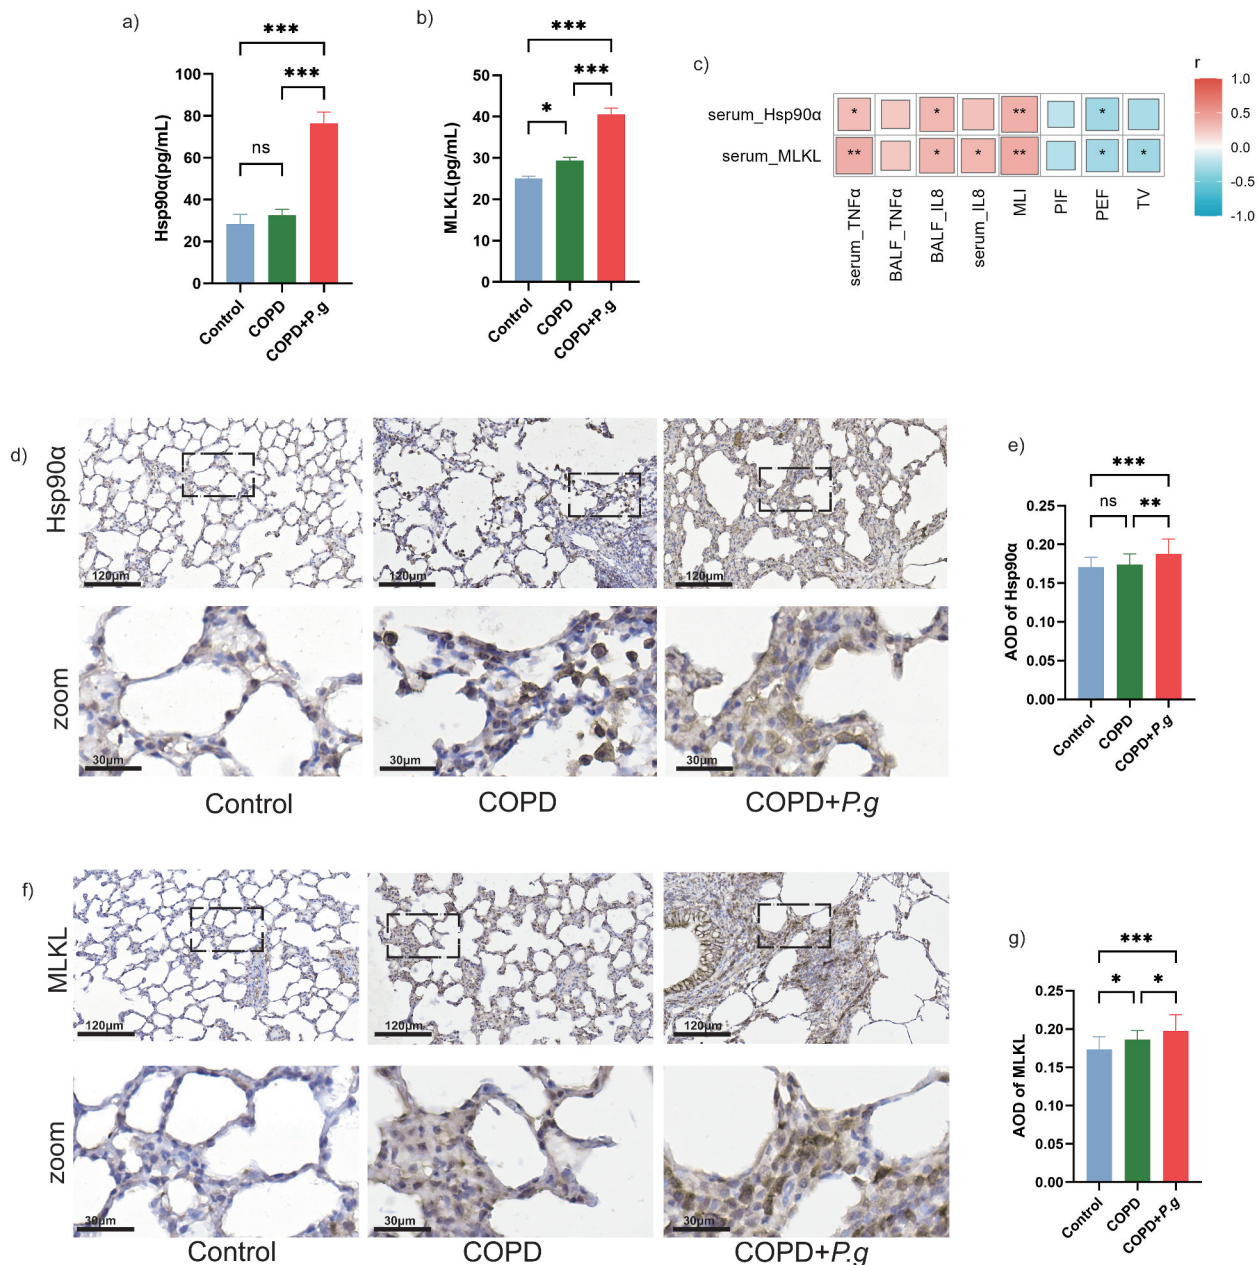 a)
***
***
ns
Hsp90α(pg/mL)
100
80
60
40
20
0
Control
COPD
COPD+P.g
b)
***
***
*
MLKL(pg/mL)
50
40
30
20
10
0
Control
COPD
COPD+P.g
c)
r
1.0
0.5
0.0
-0.5
-1.0
serum_Hsp90α
* * ** *
serum_MLKL
** * * ** * *
serum_TNFα
BALF_TNFα
BALF_IL8
serum_IL8
MLI
PIF
PEF
TV
d)
Hsp90α
120μm
120μm
120μm
zoom
30μm
30μm
30μm
Control
COPD
COPD+P.g
e)
***
ns
**
AOD of Hsp90α
0.25
0.20
0.15
0.10
0.05
0.00
Control
COPD
COPD+P.g
f)
MLKL
120μm
120μm
120μm
zoom
30μm
30μm
30μm
Control
COPD
COPD+P.g
g)
***
*
*
AOD of MLKL
0.25
0.20
0.15
0.10
0.05
0.00
Control
COPD
COPD+P.g